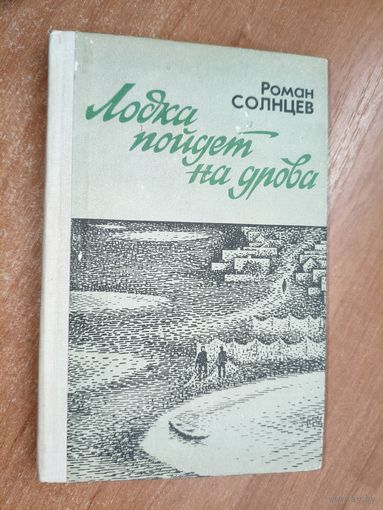 Роман
СОЛНЦЕВ
Лодка
пойдет
на дрова